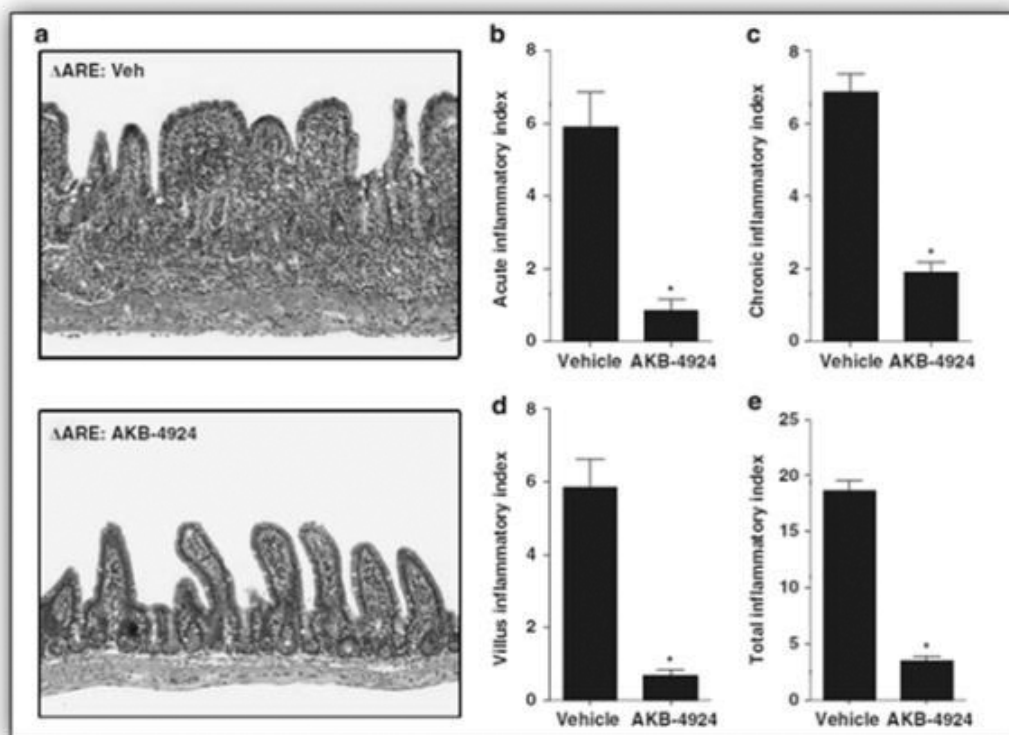 a
ΔARE: Veh
ΔARE: AKB-4924
b
Acute inflammatory index
8
6
4
2
0
*
Vehicle AKB-4924
c
Chronic inflammatory index
8
6
4
2
0
*
Vehicle AKB-4924
d
Villus inflammatory index
8
6
4
2
0
*
Vehicle AKB-4924
e
Total inflammatory index
25
20
15
10
5
0
*
Vehicle AKB-4924